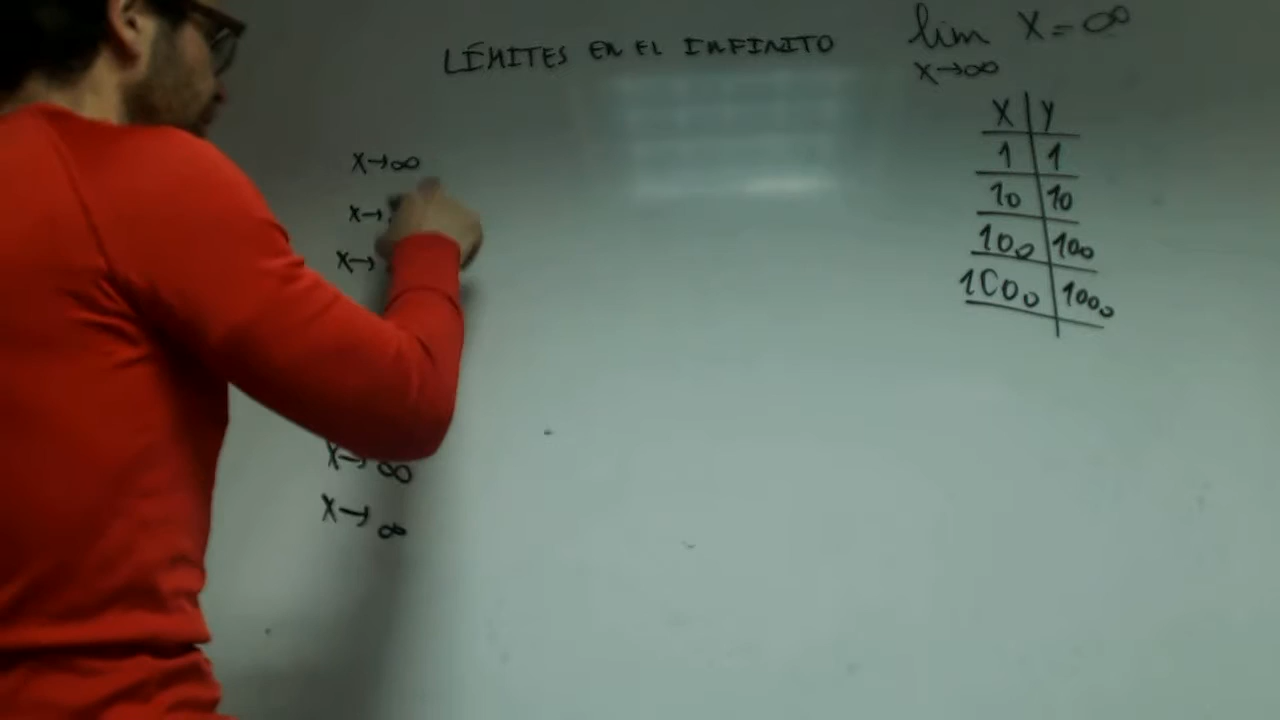 LÍMITES EN EL INFINITO
lim x = ∞
x→∞
X Y
1 1
10 10
100 100
1000 1000
x→∞
x→
x→
x→∞
x→∞